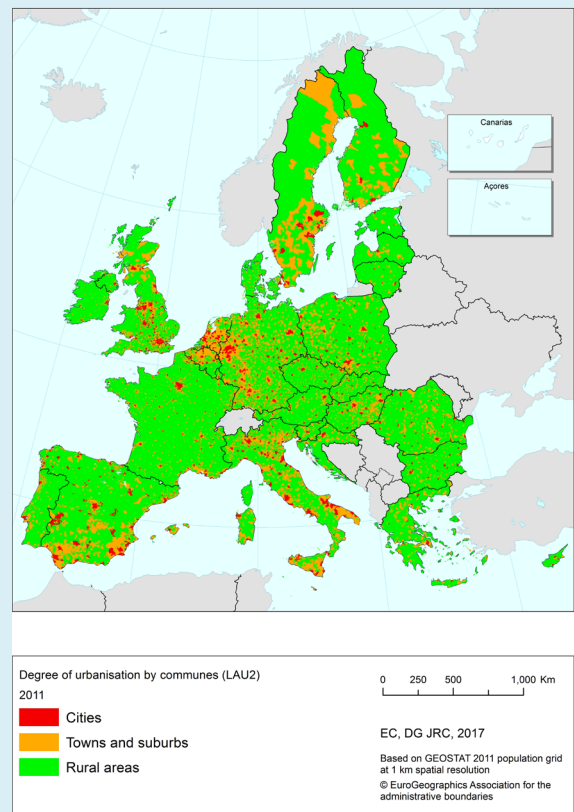 Canarias
Açores
Degree of urbanisation by communes (LAU2)
2011
Cities
Towns and suburbs
Rural areas
0 250 500 1,000 Km
EC, DG JRC, 2017
Based on GEOSTAT 2011 population grid
at 1 km spatial resolution
© EuroGeographics Association for the
administrative boundaries